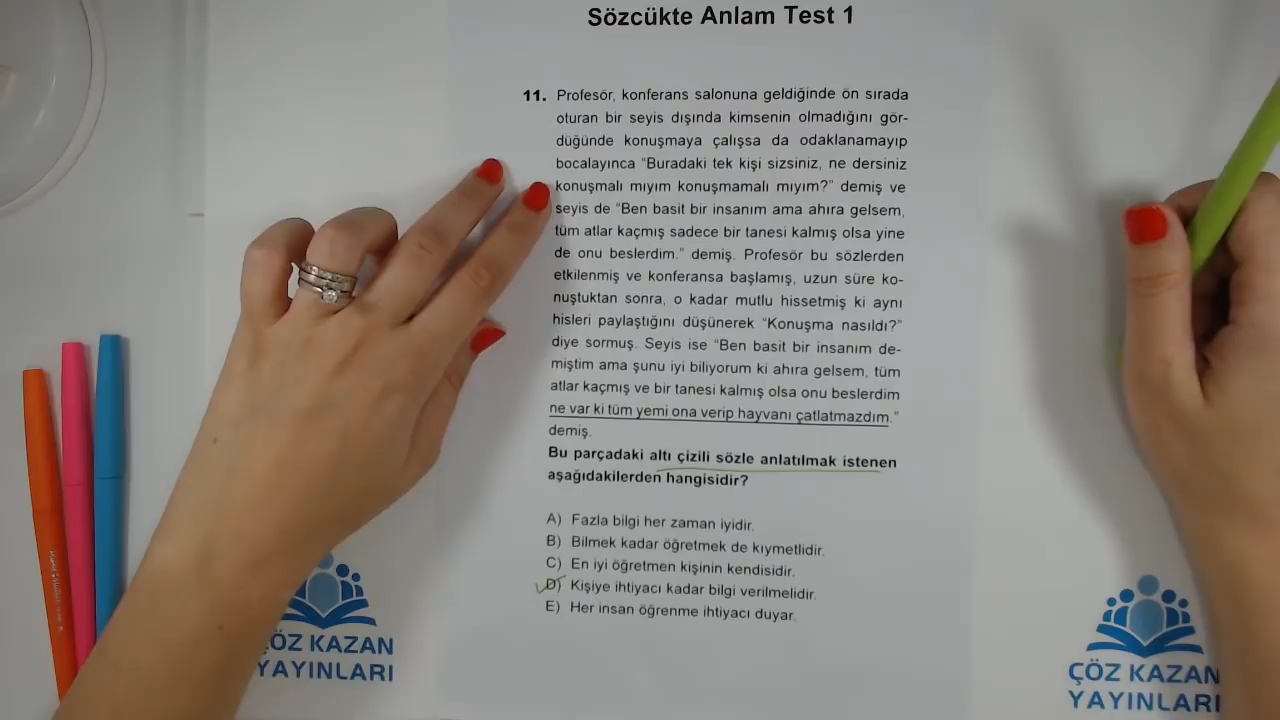 Sözcükte Anlam Test 1
11. Profesör, konferans salonuna geldiğinde ön sırada
oturan bir seyis dışında kimsenin olmadığını gör-
düğünde konuşmaya çalışsa da odaklanamayıp
bocalayınca “Buradaki tek kişi sizsiniz, ne dersiniz
konuşmalı mıyım konuşmamalı mıyım?” demiş ve
seyis de “Ben basit bir insanım ama ahıra gelsem,
tüm atlar kaçmış sadece bir tanesi kalmış olsa yine
de onu beslerdim.” demiş. Profesör bu sözlerden
etkilenmiş ve konferansa başlamış, uzun süre ko-
nuştuktan sonra, o kadar mutlu hissetmiş ki aynı
hisleri paylaştığını düşünerek “Konuşma nasıldı?”
diye sormuş. Seyis ise “Ben basit bir insanım de-
miştim ama şunu iyi biliyorum ki ahıra gelsem, tüm
atlar kaçmış ve bir tanesi kalmış olsa onu beslerdim
ne var ki tüm yemi ona verip hayvanı çatlatmazdım.”
demiş.
Bu parçadaki altı çizili sözle anlatılmak istenen
aşağıdakilerden hangisidir?
A) Fazla bilgi her zaman iyidir.
B) Bilmek kadar öğretmek de kıymetlidir.
C) En iyi öğretmen kişinin kendisidir.
D) Kişiye ihtiyacı kadar bilgi verilmelidir.
E) Her insan öğrenme ihtiyacı duyar.
ÖZ KAZAN
YAYINLARI
ÇÖZ KAZAN
YAYINLARI